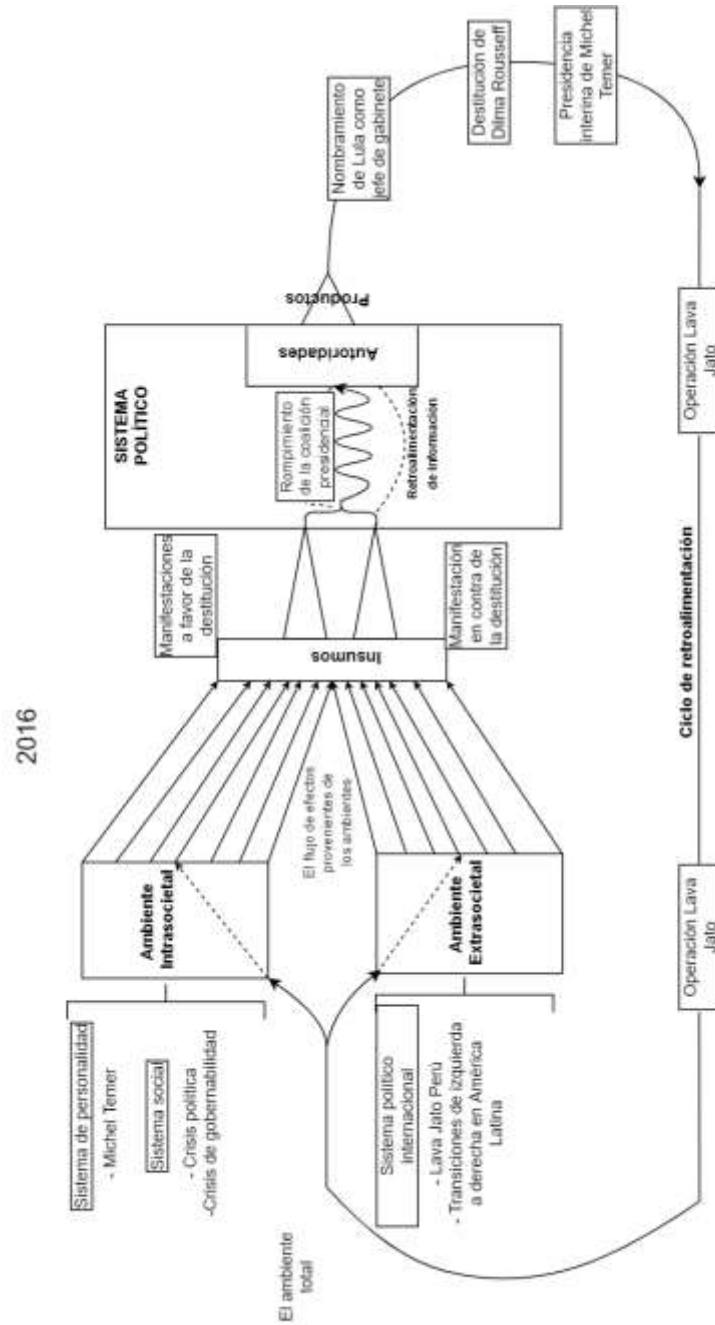 2016
El ambiente
total
Sistema de personalidad
- Michel Temer
Sistema social
- Crisis política
-Crisis de gobernabilidad
Sistema político
internacional
- Lava Jato Perú
- Transiciones de izquierda
a derecha en América
Latina
Ambiente
Intrasocietal
Ambiente
Extrasocietal
El flujo de efectos
provenientes de
los ambientes
Manifestaciones
a favor de la
destitución
Insumos
Manifestación
en contra de
la destitución
SISTEMA
POLÍTICO
Rompimiento
de la coalición
presidencial
Retroalimentación
de información
Autoridades
Productos
Nombramiento
de Lula como
jefe de gabinete
Destitución de
Dilma Rousseff
Presidencia
interina de Michel
Temer
Operación Lava
Jato
Ciclo de retroalimentación
Operación Lava
Jato